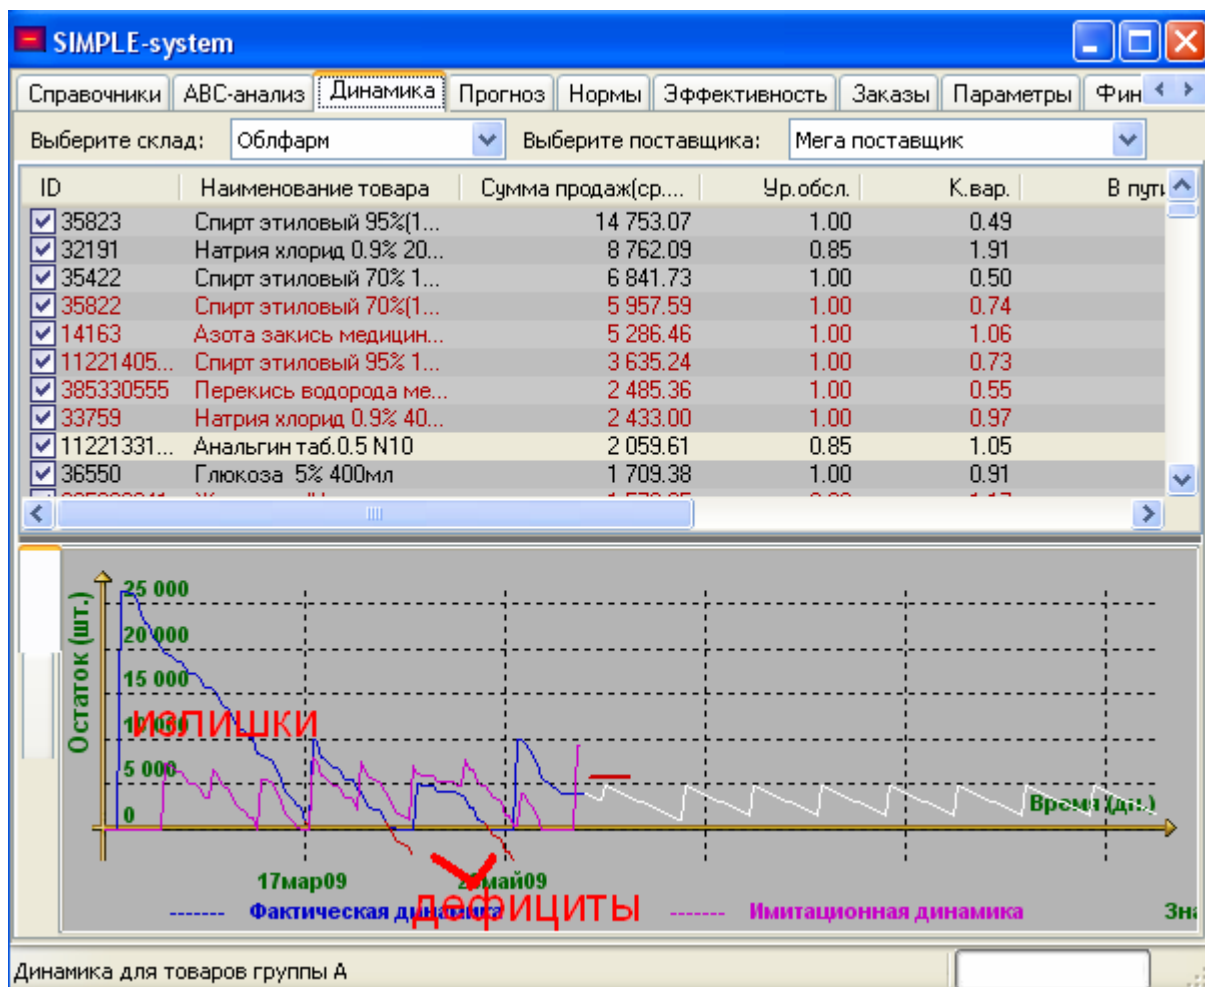 SIMPLE-system
Справочники АВС-анализ Динамика Прогноз Нормы Эффективность Заказы Параметры Фин
Выберите склад: Облфарм Выберите поставщика: Мега поставщик
ID Наименование товара Сумма продаж(ср.... Ур.обсл. К.вар. В пути
35823 Спирт этиловый 95%(1... 14 753.07 1.00 0.49
32191 Натрия хлорид 0.9% 20... 8 762.09 0.85 1.91
35422 Спирт этиловый 70% 1... 6 841.73 1.00 0.50
35822 Спирт этиловый 70%(1... 5 957.59 1.00 0.74
14163 Азота закись медицин... 5 286.46 1.00 1.06
11221405... Спирт этиловый 95% 1... 3 635.24 1.00 0.73
385330555 Перекись водорода ме... 2 485.36 1.00 0.55
33759 Натрия хлорид 0.9% 40... 2 433.00 1.00 0.97
11221331... Анальгин таб.0.5 N10 2 059.61 0.85 1.05
36550 Глюкоза 5% 400мл 1 709.38 1.00 0.91
Остаток (шт.)
25 000
20 000
15 000
10 000
излишки
5 000
0
Время (дн.)
17мар09 20май09
дефициты
Фактическая динамика Имитационная динамика Зна
Динамика для товаров группы А